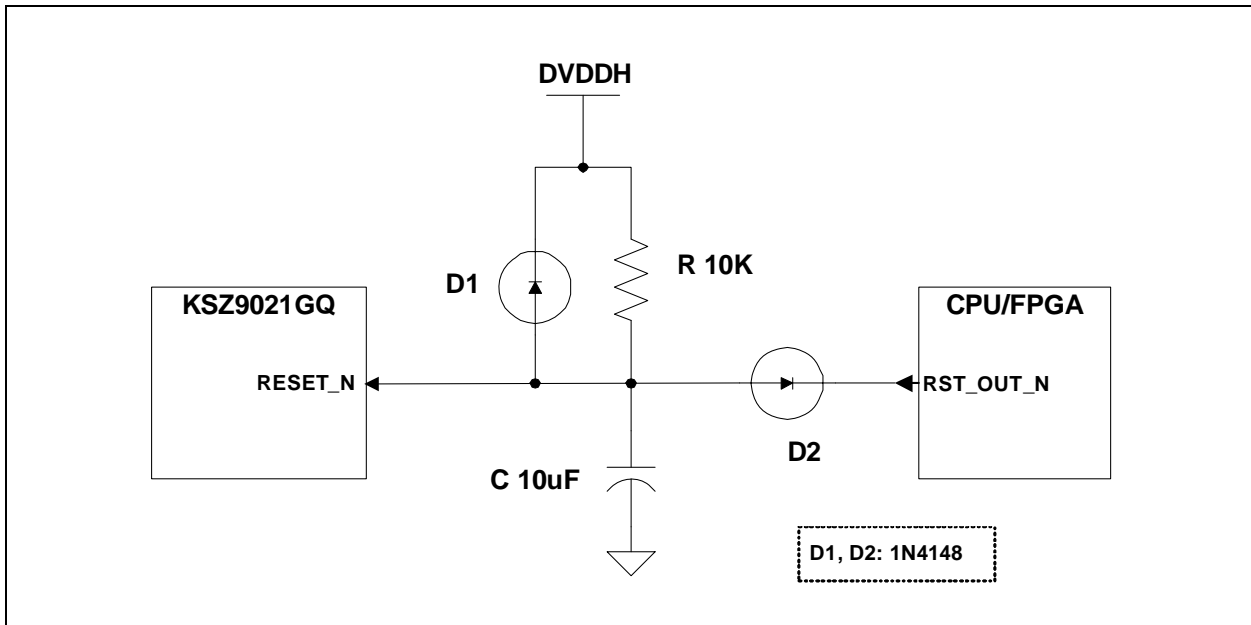 DVDDH
D1
R 10K
KSZ9021GQ
CPU/FPGA
RESET_N
RST_OUT_N
D2
C 10uF
D1, D2: 1N4148